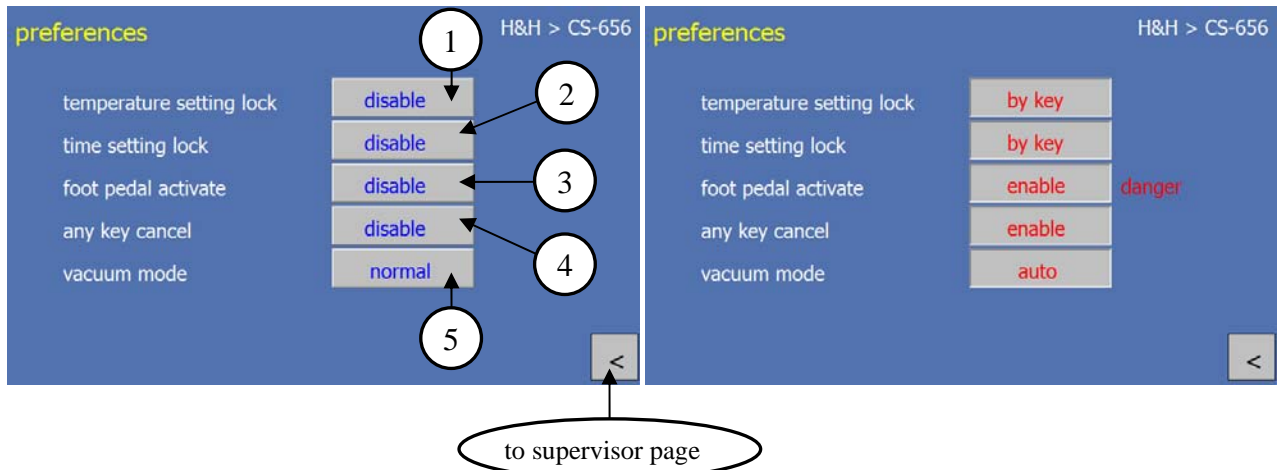 preferences
H&H > CS-656
1
temperature setting lock disable
2
time setting lock disable
foot pedal activate disable
3
any key cancel disable
4
vacuum mode normal
5
<
to supervisor page
preferences
H&H > CS-656
temperature setting lock by key
time setting lock by key
foot pedal activate enable danger
any key cancel enable
vacuum mode auto
<